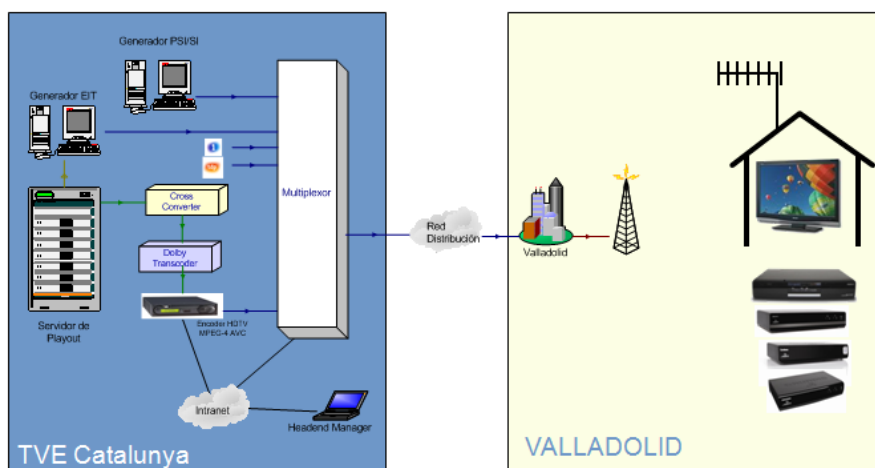 Generador PSI/SI
Generador EIT
Cross
Converter
Multiplexor
Dolby
Transcoder
Servidor de
Playout
Encoder HDTV
MPEG-4 AVC
Intranet
Headend Manager
TVE Catalunya
Red
Distribución
Valladolid
VALLADOLID